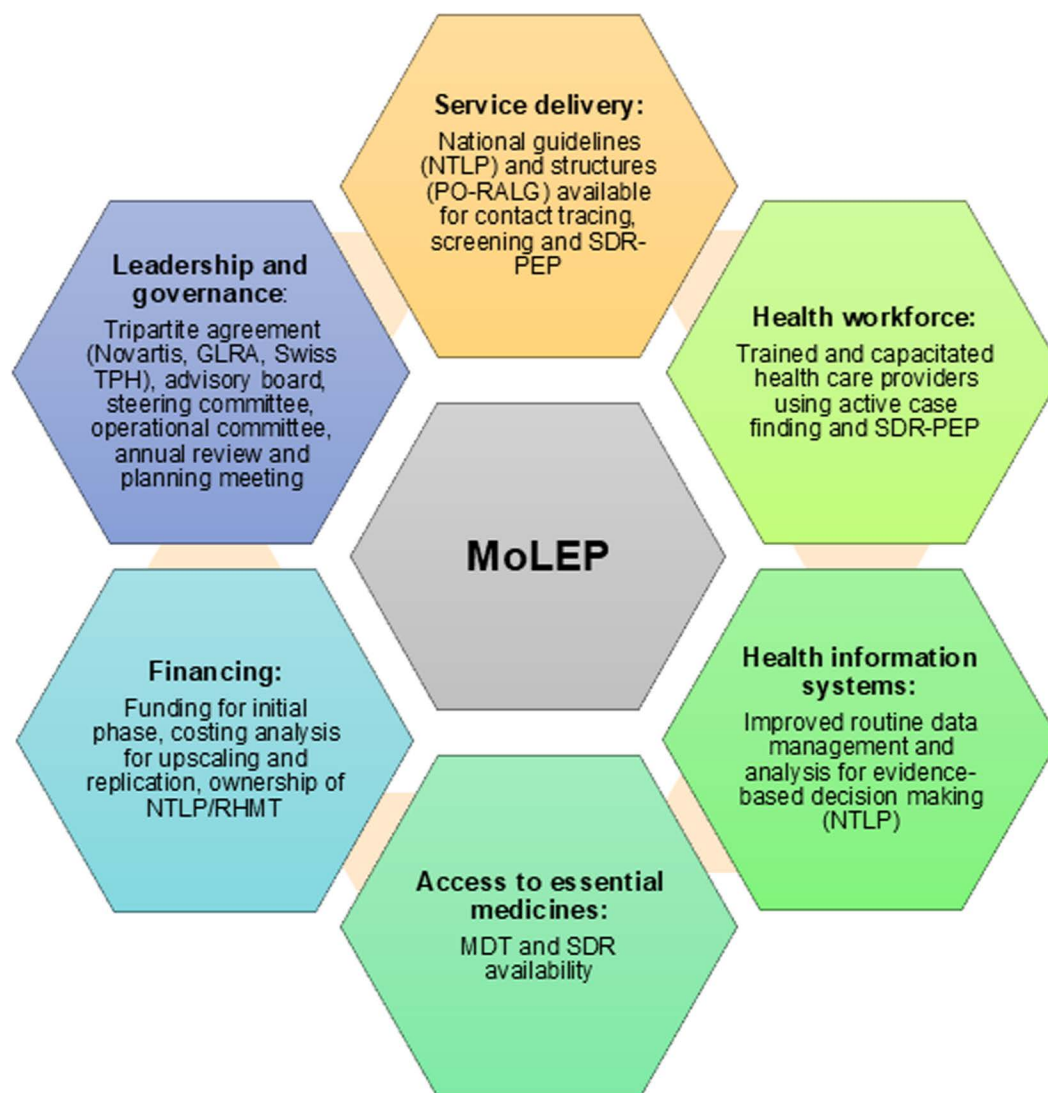 Service delivery:
National guidelines
(NTLP) and structures
(PO-RALG) available
for contact tracing,
screening and SDR-
PEP
Leadership and
governance:
Tripartite agreement
(Novartis, GLRA, Swiss
TPH), advisory board,
steering committee,
operational committee,
annual review and
planning meeting
Health workforce:
Trained and capacitated
health care providers
using active case
finding and SDR-PEP
MoLEP
Financing:
Funding for initial
phase, costing analysis
for upscaling and
replication, ownership of
NTLP/RHMT
Health information
systems:
Improved routine data
management and
analysis for evidence-
based decision making
(NTLP)
Access to essential
medicines:
MDT and SDR
availability